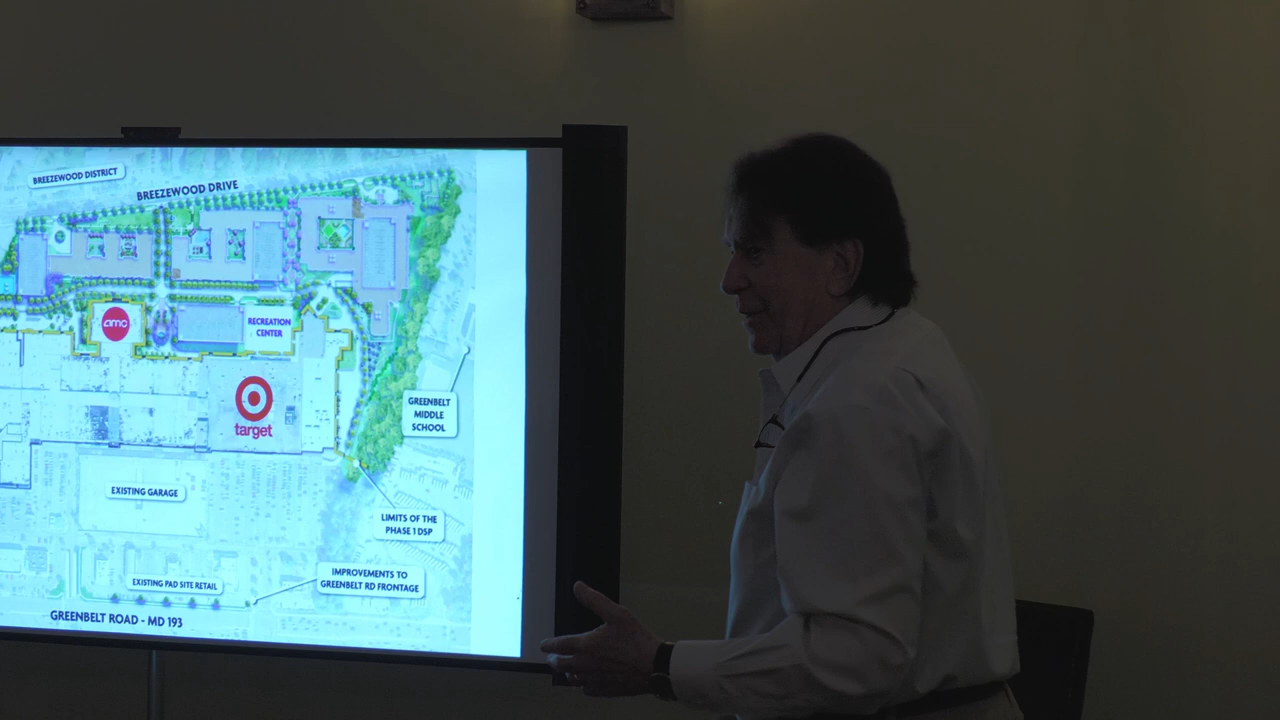 BREEZEWOOD DISTRICT
BREEZEWOOD DRIVE
amc
RECREATION
CENTER
target
GREENBELT
MIDDLE
SCHOOL
EXISTING GARAGE
LIMITS OF THE
PHASE 1 DSP
EXISTING PAD SITE RETAIL
IMPROVEMENTS TO
GREENBELT RD FRONTAGE
GREENBELT ROAD - MD 193